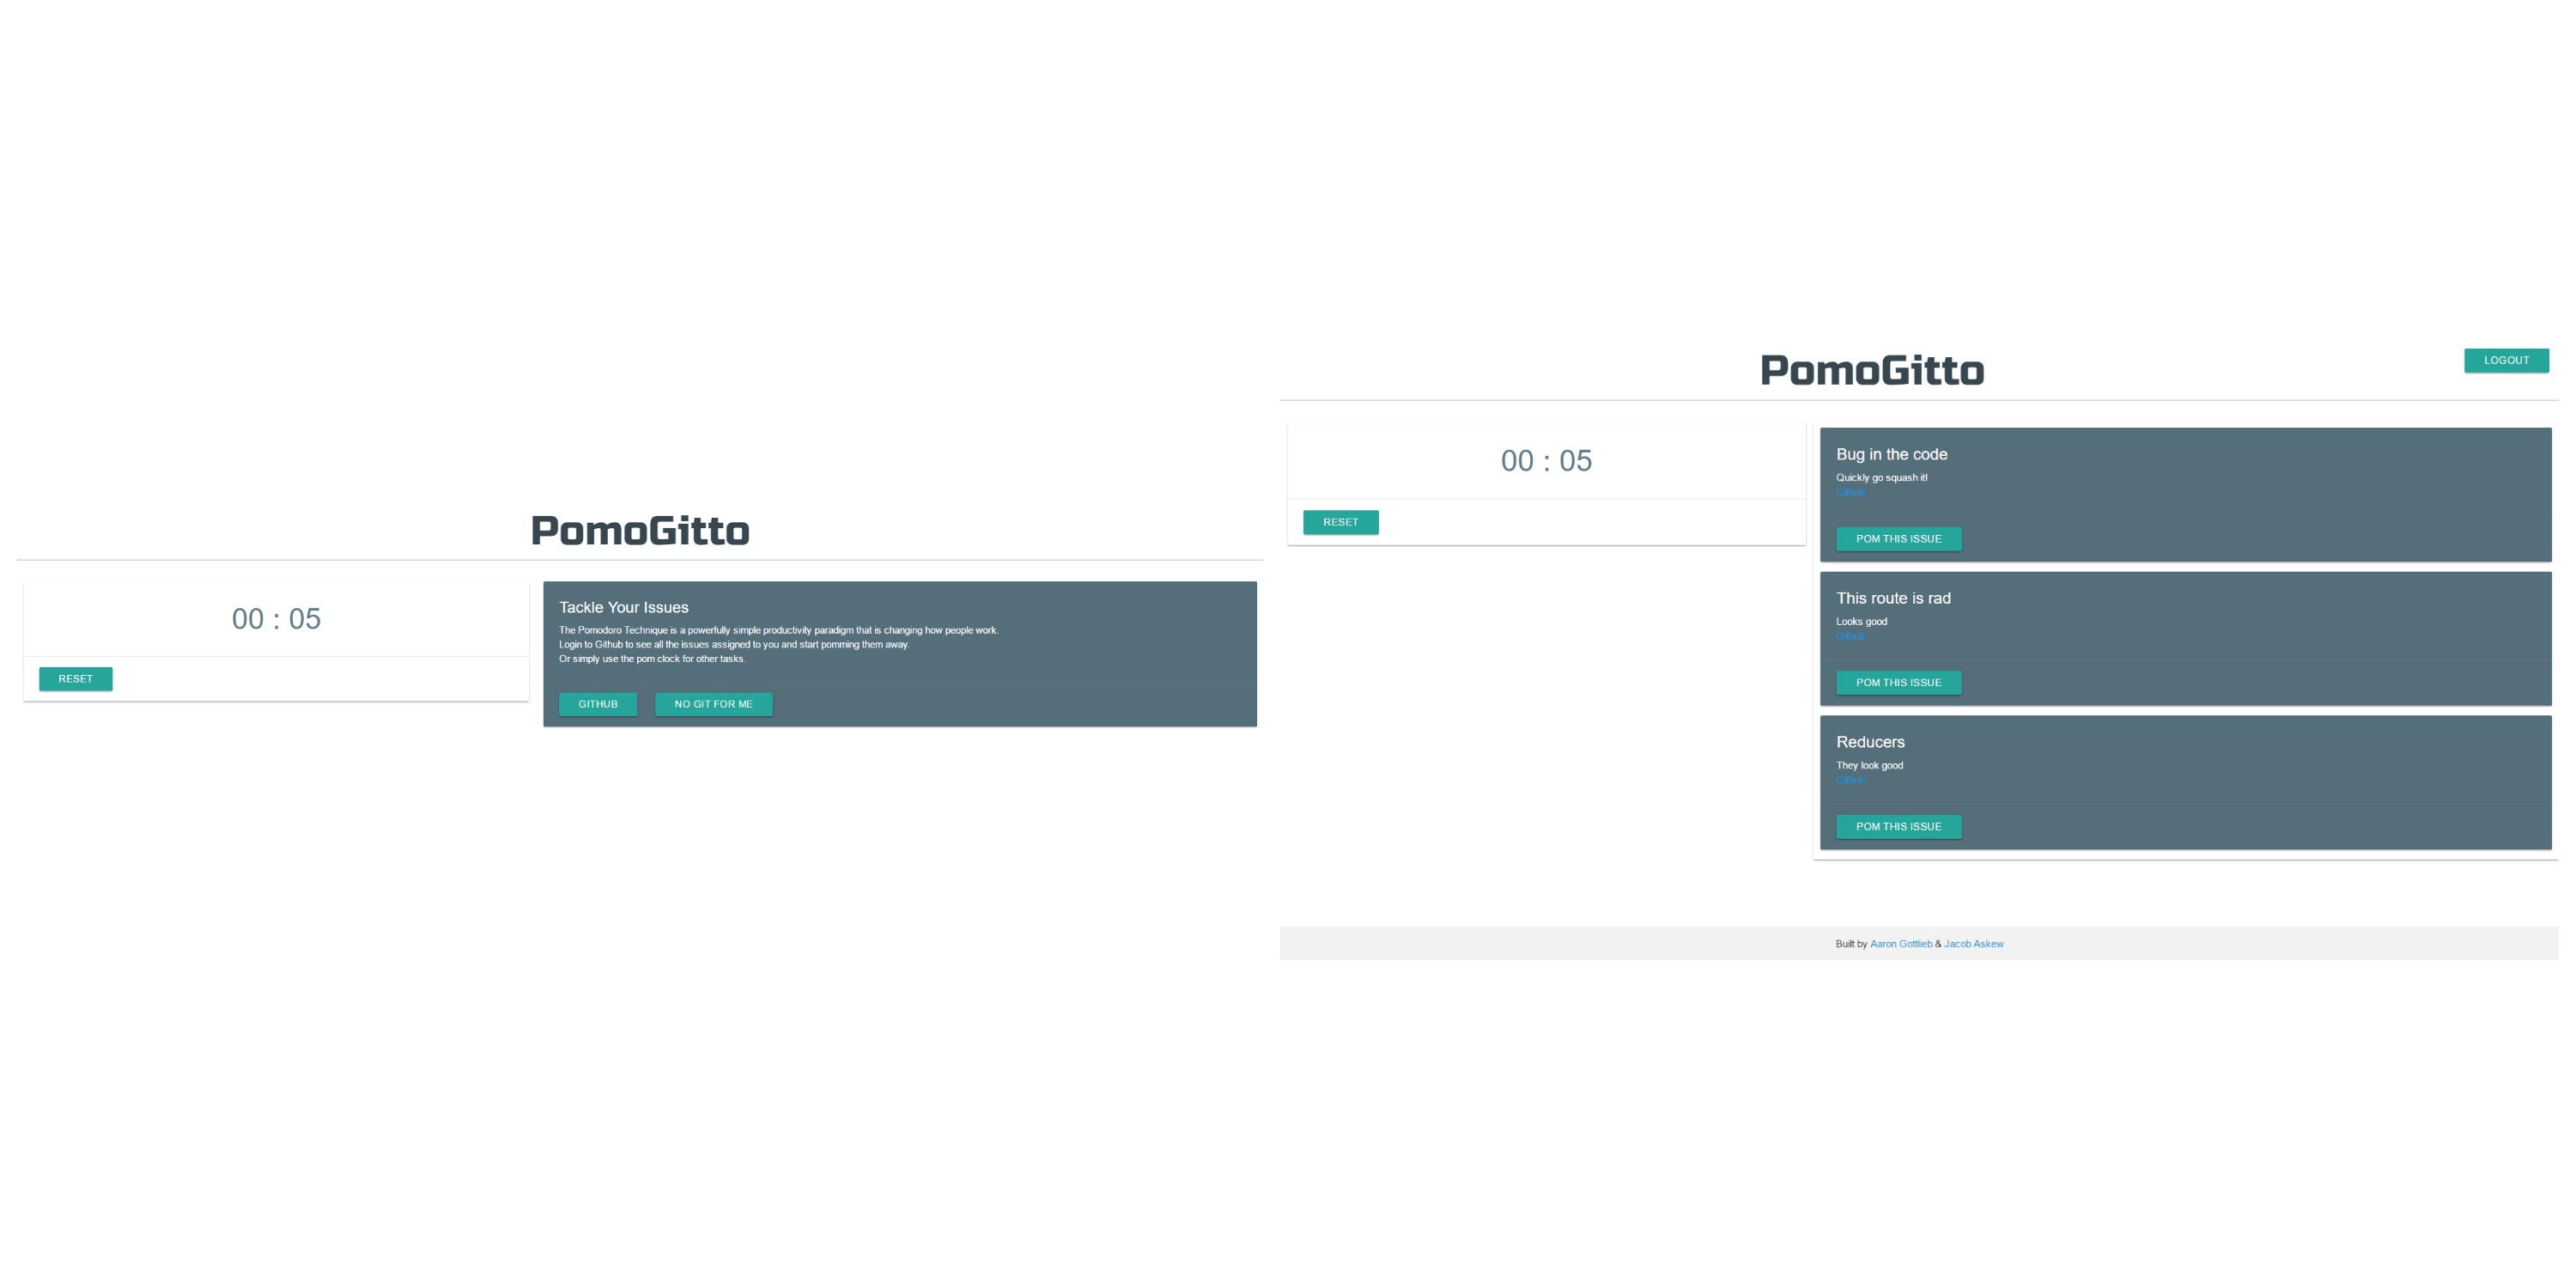 PomoGitto
00 : 05
RESET
Tackle Your Issues
The Pomodoro Technique is a powerfully simple productivity paradigm that is changing how people work.
Login to Github to see all the issues assigned to you and start pomming them away.
Or simply use the pom clock for other tasks.
GITHUB
NO GIT FOR ME
PomoGitto
LOGOUT
00 : 05
RESET
Bug in the code
Quickly go squash it!
Github
POM THIS ISSUE
This route is rad
Looks good
Github
POM THIS ISSUE
Reducers
They look good
Github
POM THIS ISSUE
Built by Aaron Gottlieb & Jacob Askew